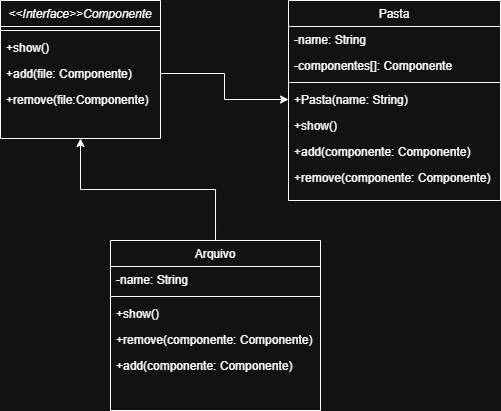 <<Interface>>Componente
+show()
+add(file: Componente)
+remove(file:Componente)
Pasta
-name: String
-componentes[]: Componente
+Pasta(name: String)
+show()
+add(componente: Componente)
+remove(componente: Componente)
Arquivo
-name: String
+show()
+remove(componente: Componente)
+add(componente: Componente)